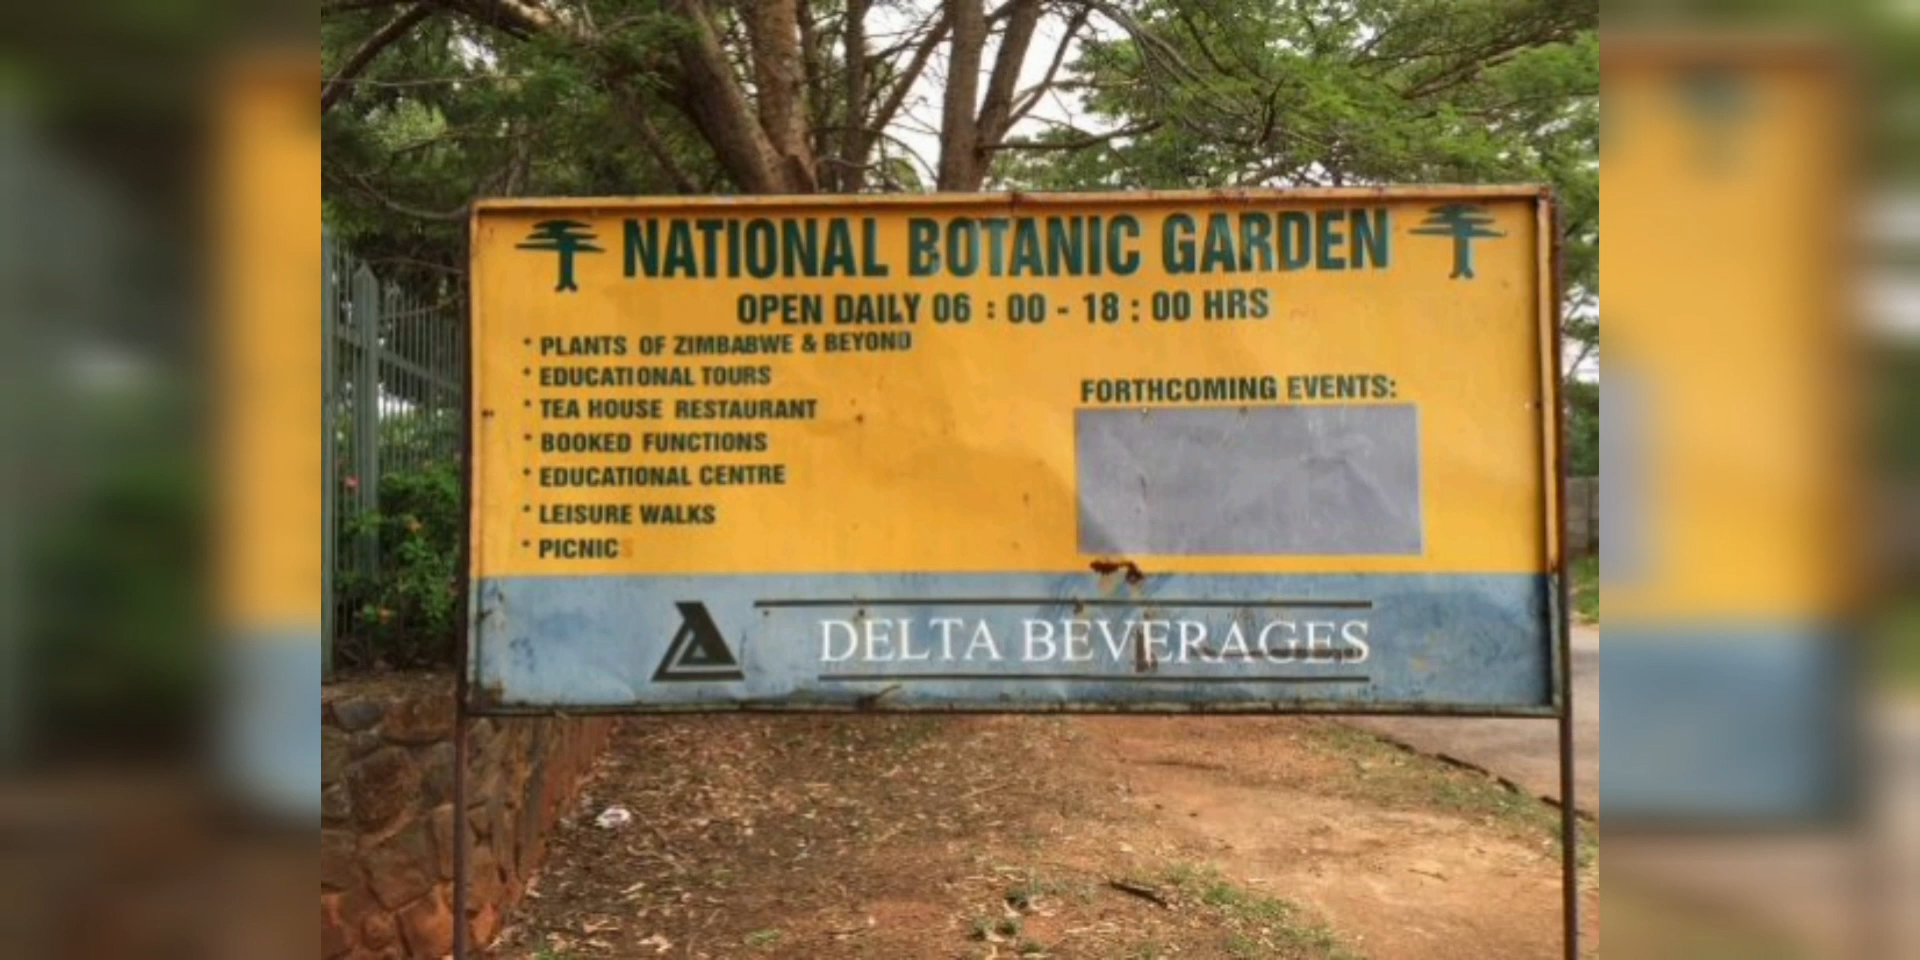 NATIONAL BOTANIC GARDEN
OPEN DAILY 06 : 00 - 18 : 00 HRS
* PLANTS OF ZIMBABWE & BEYOND
* EDUCATIONAL TOURS
* TEA HOUSE RESTAURANT
* BOOKED FUNCTIONS
* EDUCATIONAL CENTRE
* LEISURE WALKS
* PICNICS
FORTHCOMING EVENTS:
DELTA BEVERAGES